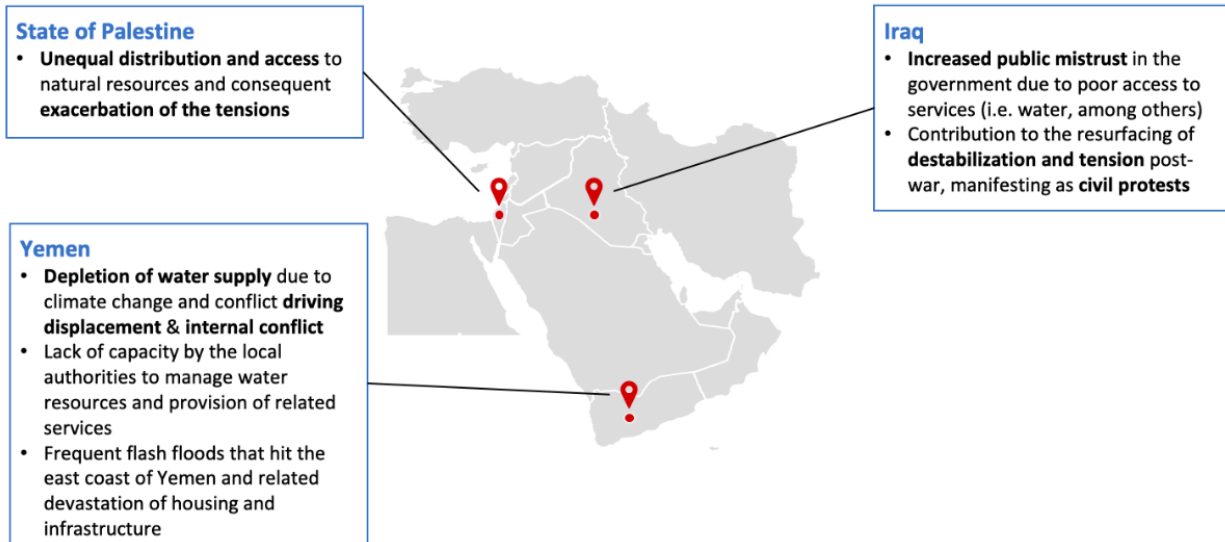 State of Palestine
• Unequal distribution and access to
natural resources and consequent
exacerbation of the tensions
Iraq
• Increased public mistrust in the
government due to poor access to
services (i.e. water, among others)
• Contribution to the resurfacing of
destabilization and tension post-
war, manifesting as civil protests
Yemen
• Depletion of water supply due to
climate change and conflict driving
displacement & internal conflict
• Lack of capacity by the local
authorities to manage water
resources and provision of related
services
• Frequent flash floods that hit the
east coast of Yemen and related
devastation of housing and
infrastructure